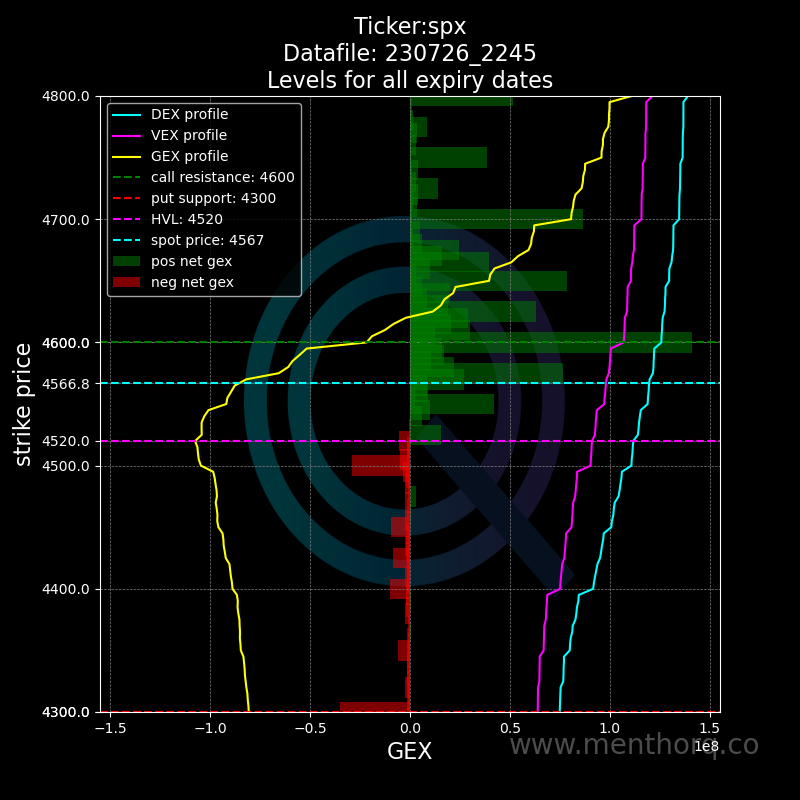 Ticker:spx
Datafile: 230726_2245
Levels for all expiry dates
DEX profile
VEX profile
GEX profile
call resistance: 4600
put support: 4300
HVL: 4520
spot price: 4567
pos net gex
neg net gex
4800.0
4700.0
4600.0
4566.8
4520.0
4500.0
4400.0
4300.0
strike price
−1.5 −1.0 −0.5 0.0 0.5 1.0 1.5
1e8
GEX
www.menthorq.co